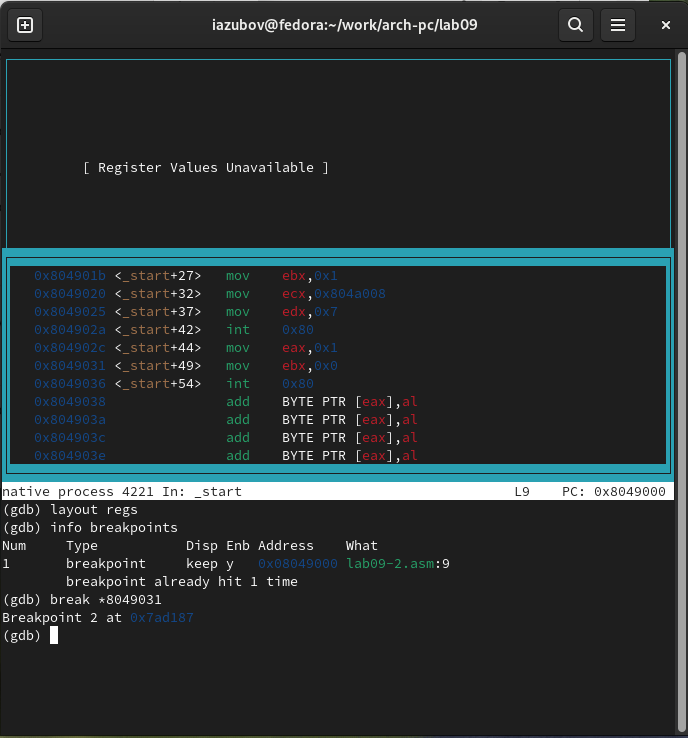 iazubov@fedora:~/work/arch-pc/lab09
[ Register Values Unavailable ]
0x804901b <_start+27> mov ebx,0x1
0x8049020 <_start+32> mov ecx,0x804a008
0x8049025 <_start+37> mov edx,0x7
0x804902a <_start+42> int 0x80
0x804902c <_start+44> mov eax,0x1
0x8049031 <_start+49> mov ebx,0x0
0x8049036 <_start+54> int 0x80
0x8049038 add BYTE PTR [eax],al
0x804903a add BYTE PTR [eax],al
0x804903c add BYTE PTR [eax],al
0x804903e add BYTE PTR [eax],al
native process 4221 In: _start L9 PC: 0x8049000
(gdb) layout regs
(gdb) info breakpoints
Num Type Disp Enb Address What
1 breakpoint keep y 0x08049000 lab09-2.asm:9
breakpoint already hit 1 time
(gdb) break *8049031
Breakpoint 2 at 0x7ad187
(gdb)